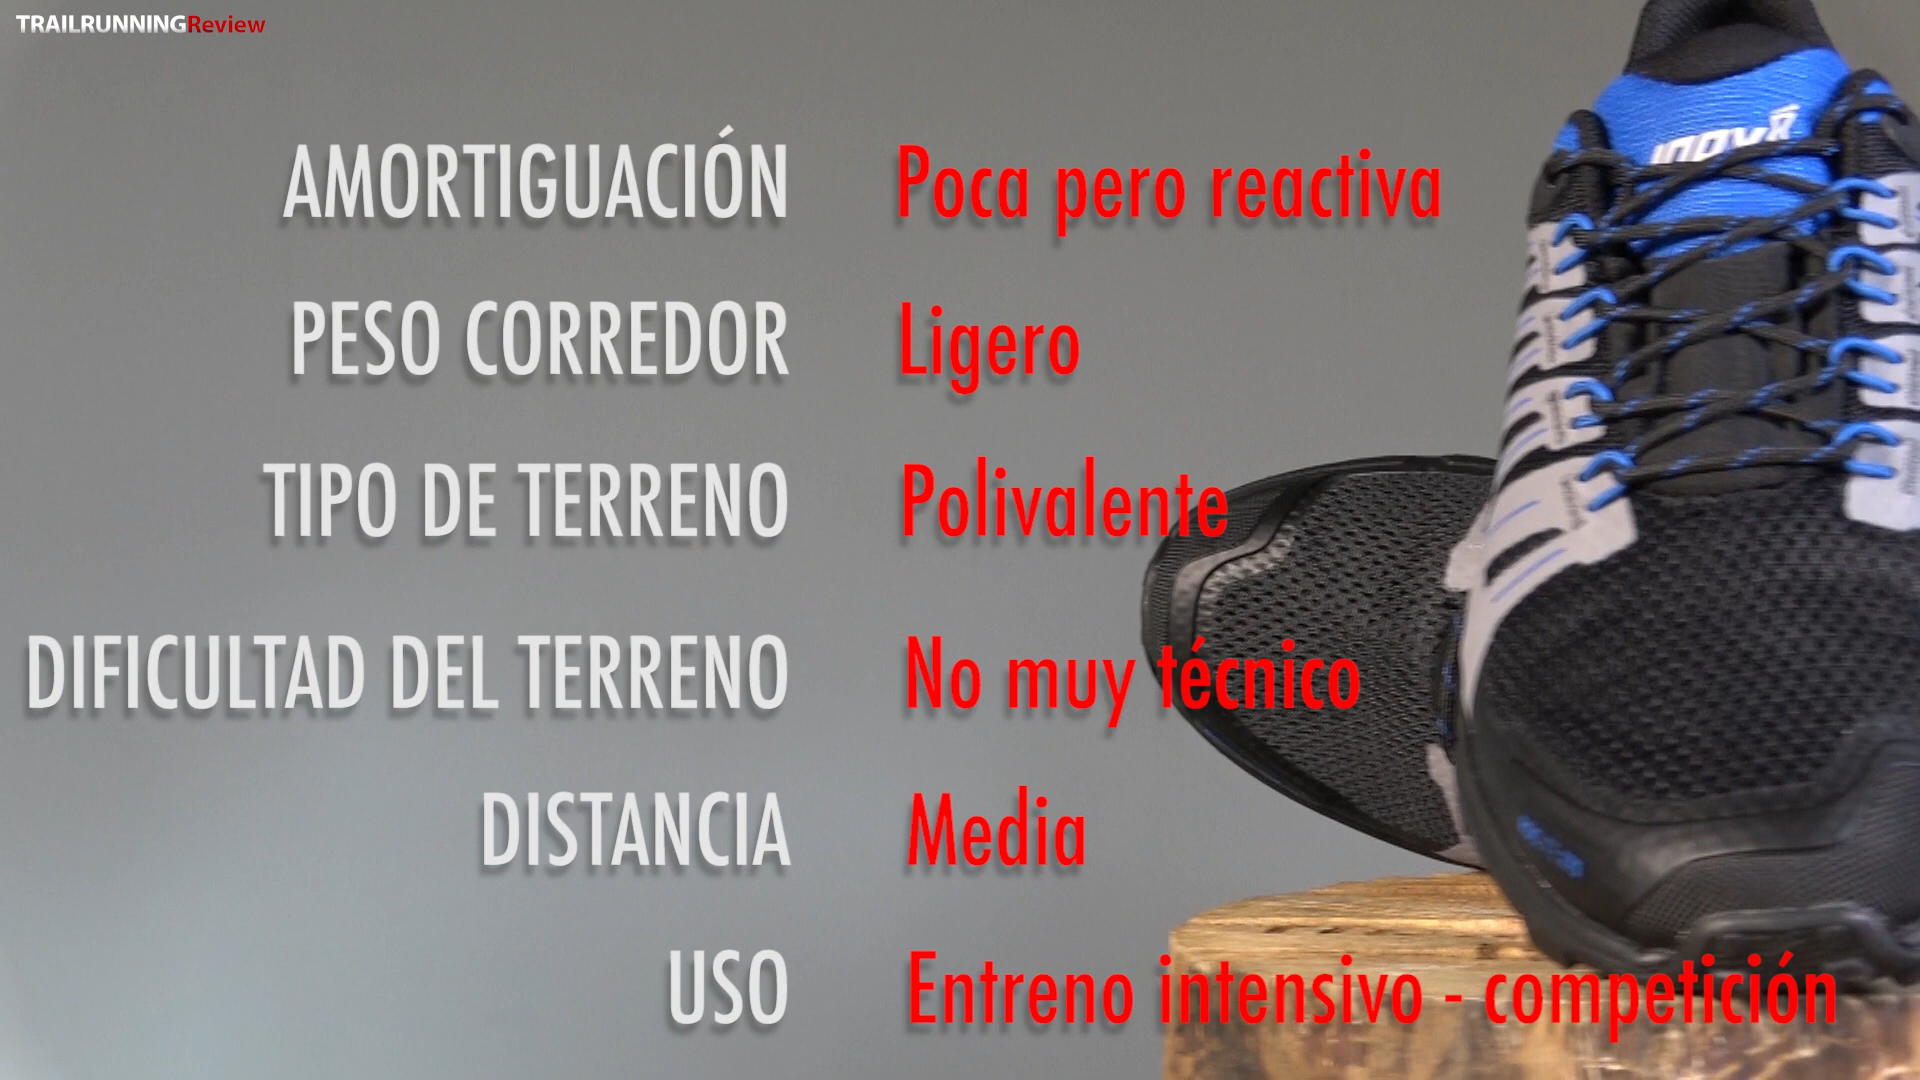 TRAILRUNNINGReview
AMORTIGUACIÓN Poca pero reactiva
PESO CORREDOR Ligero
TIPO DE TERRENO Polivalente
DIFICULTAD DEL TERRENO No muy técnico
DISTANCIA Media
USO Entreno intensivo - competición